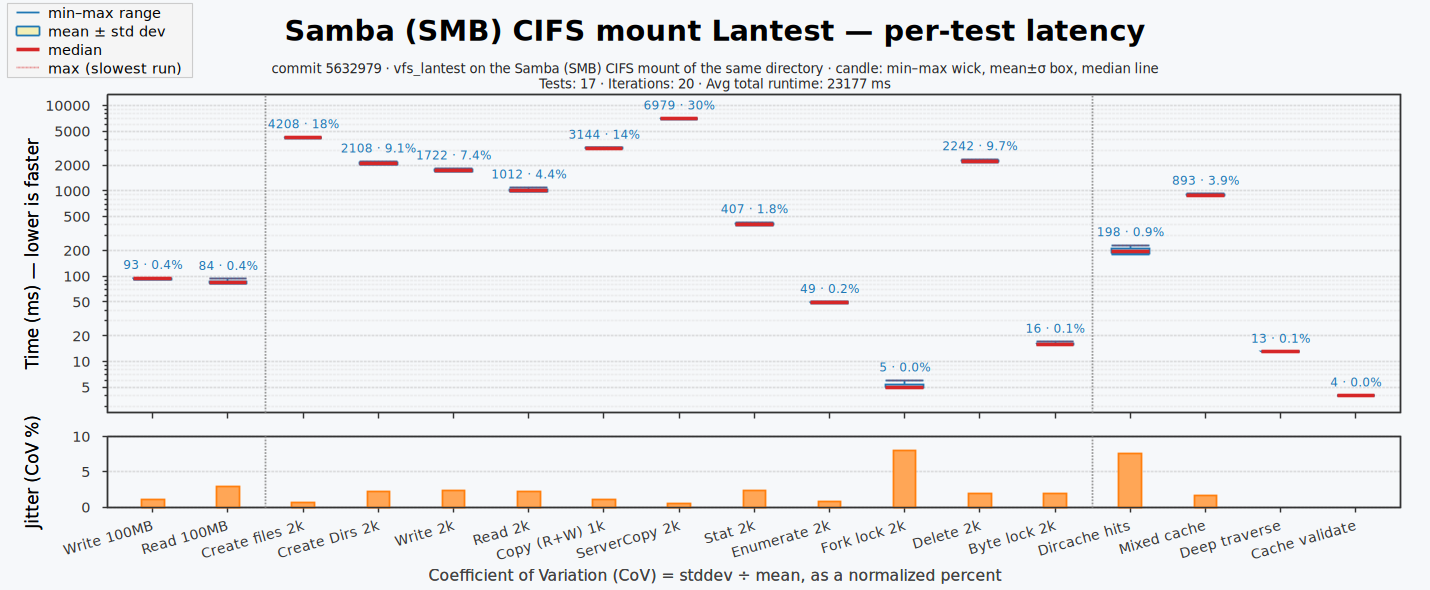 min–max range
mean ± std dev
median
max (slowest run)
Samba (SMB) CIFS mount Lantest — per-test latency
commit 5632979 · vfs_lantest on the Samba (SMB) CIFS mount of the same directory · candle: min–max wick, mean±σ box, median line
Tests: 17 · Iterations: 20 · Avg total runtime: 23177 ms
Time (ms) — lower is faster
10000
5000
2000
1000
500
200
100
50
20
10
5
93 · 0.4%
84 · 0.4%
4208 · 18%
2108 · 9.1%
1722 · 7.4%
1012 · 4.4%
3144 · 14%
6979 · 30%
407 · 1.8%
49 · 0.2%
5 · 0.0%
2242 · 9.7%
16 · 0.1%
198 · 0.9%
893 · 3.9%
13 · 0.1%
4 · 0.0%
Jitter (CoV %)
10
5
0
Write 100MB
Read 100MB
Create files 2k
Create Dirs 2k
Write 2k
Read 2k
Copy (R+W) 1k
ServerCopy 2k
Stat 2k
Enumerate 2k
Fork lock 2k
Delete 2k
Byte lock 2k
Dircache hits
Mixed cache
Deep traverse
Cache validate
Coefficient of Variation (CoV) = stddev ÷ mean, as a normalized percent